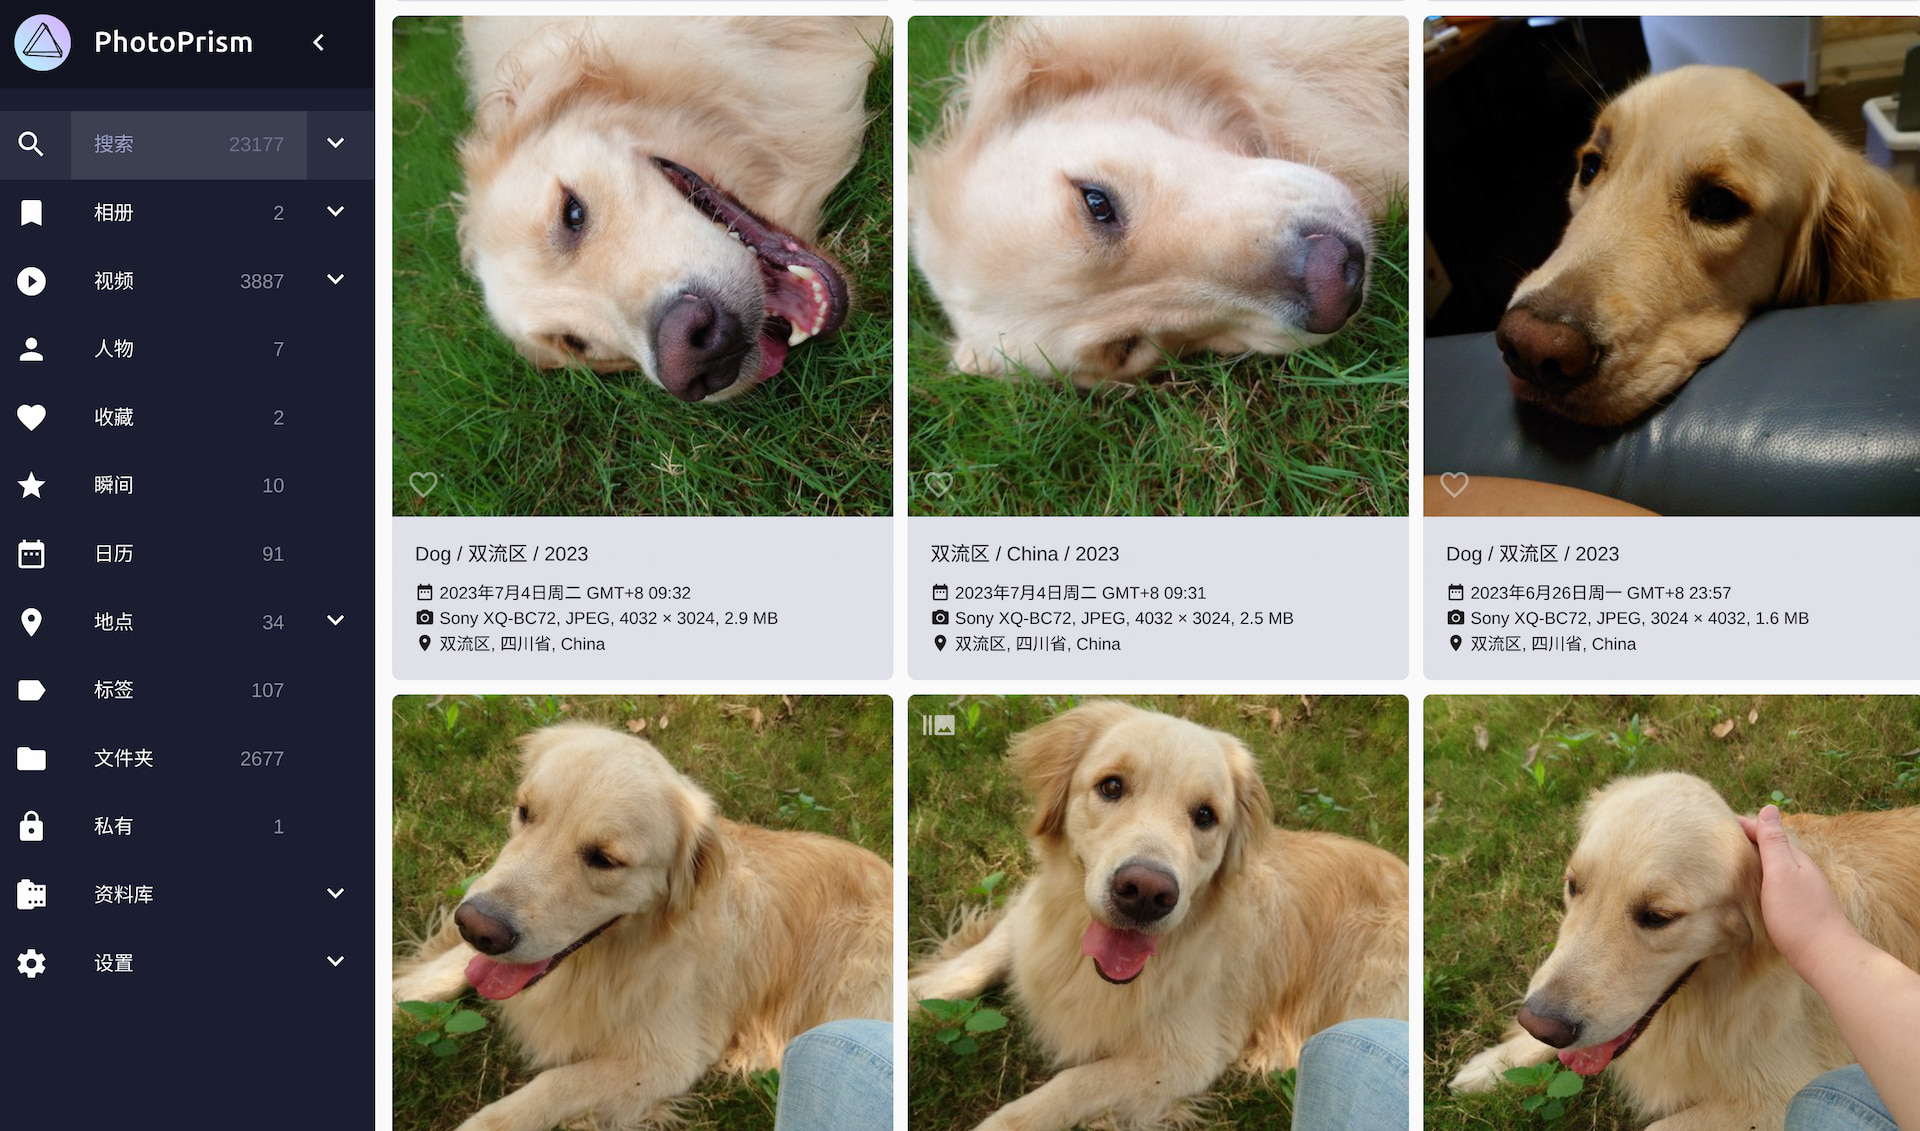 PhotoPrism
搜索 23177
相册 2
视频 3887
人物 7
收藏 2
瞬间 10
日历 91
地点 34
标签 107
文件夹 2677
私有 1
资料库
设置
Dog / 双流区 / 2023
2023年7月4日周二 GMT+8 09:32
Sony XQ-BC72, JPEG, 4032 × 3024, 2.9 MB
双流区, 四川省, China
双流区 / China / 2023
2023年7月4日周二 GMT+8 09:31
Sony XQ-BC72, JPEG, 4032 × 3024, 2.5 MB
双流区, 四川省, China
Dog / 双流区 / 2023
2023年6月26日周一 GMT+8 23:57
Sony XQ-BC72, JPEG, 3024 × 4032, 1.6 MB
双流区, 四川省, China